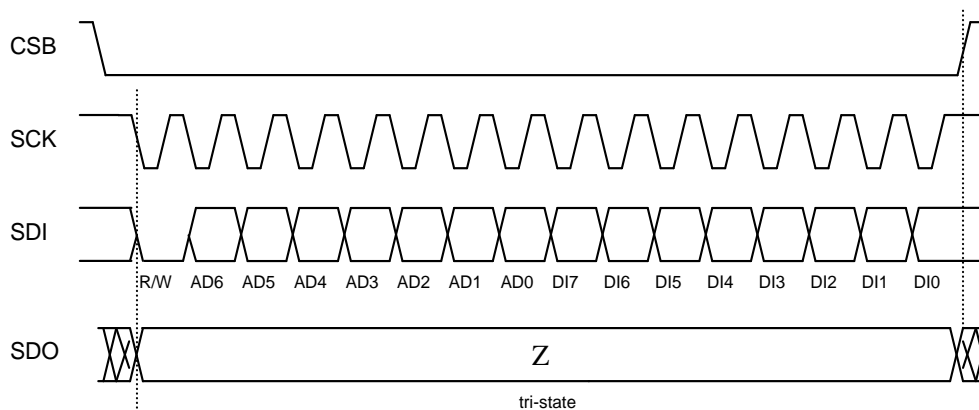 CSB
SCK
SDI
R/W AD6 AD5 AD4 AD3 AD2 AD1 AD0 DI7 DI6 DI5 DI4 DI3 DI2 DI1 DI0
SDO Z
tri-state